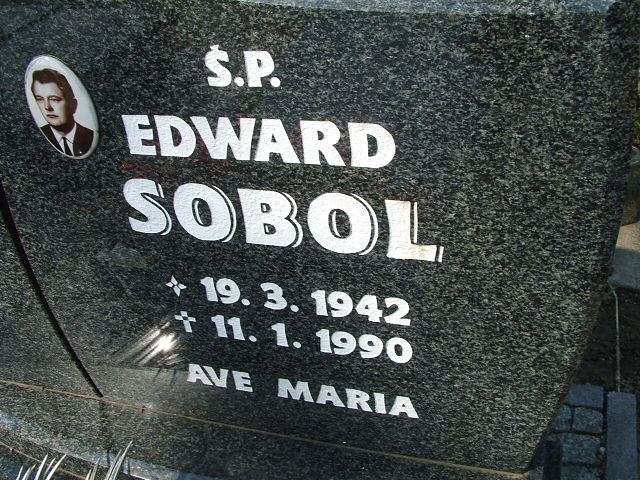 Ś.P.
EDWARD
SOBOL
19. 3. 1942
✝ 11. 1. 1990
AVE MARIA